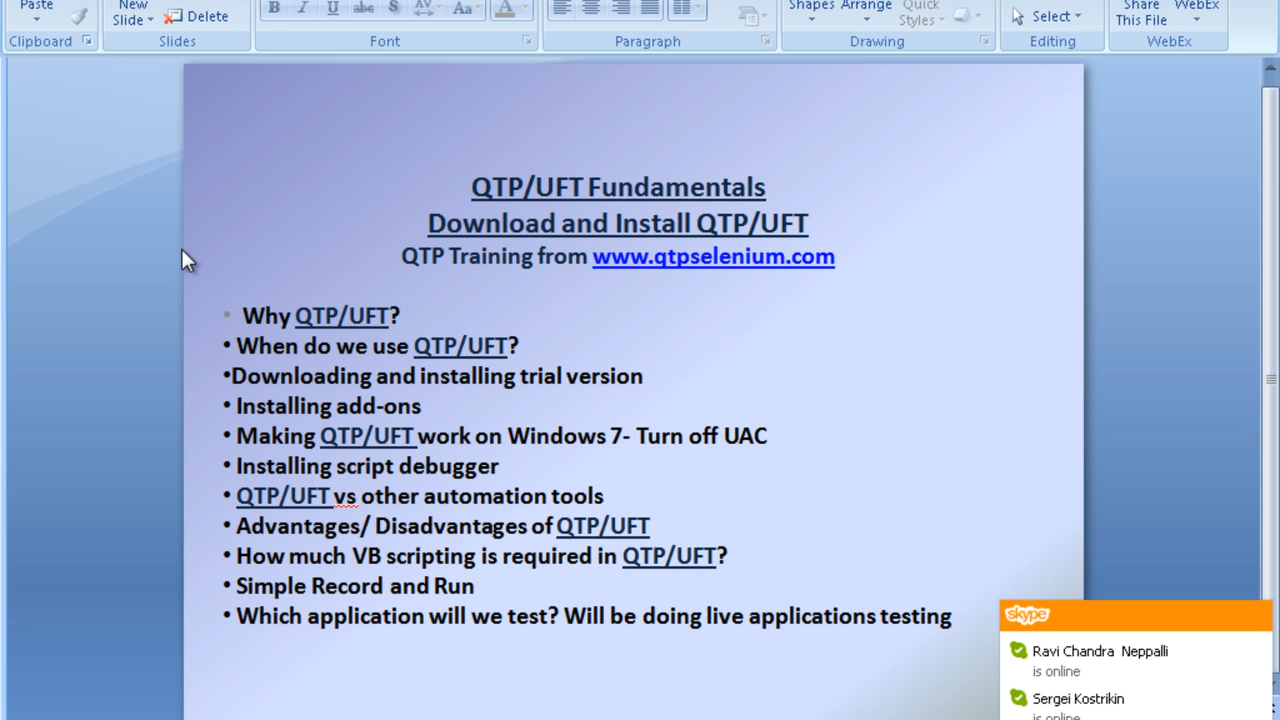 Paste
New
Slide
Delete
B I U abc S AV Aa A
Shapes Arrange Quick
Styles
Select
Share
This File
WebEx
Clipboard
Slides
Font
Paragraph
Drawing
Editing
WebEx
QTP/UFT Fundamentals
Download and Install QTP/UFT
QTP Training from www.qtpselenium.com
• Why QTP/UFT?
• When do we use QTP/UFT?
•Downloading and installing trial version
• Installing add-ons
• Making QTP/UFT work on Windows 7- Turn off UAC
• Installing script debugger
• QTP/UFT vs other automation tools
• Advantages/ Disadvantages of QTP/UFT
• How much VB scripting is required in QTP/UFT?
• Simple Record and Run
• Which application will we test? Will be doing live applications testing
skype
Ravi Chandra Neppalli
is online
Sergei Kostrikin
is online